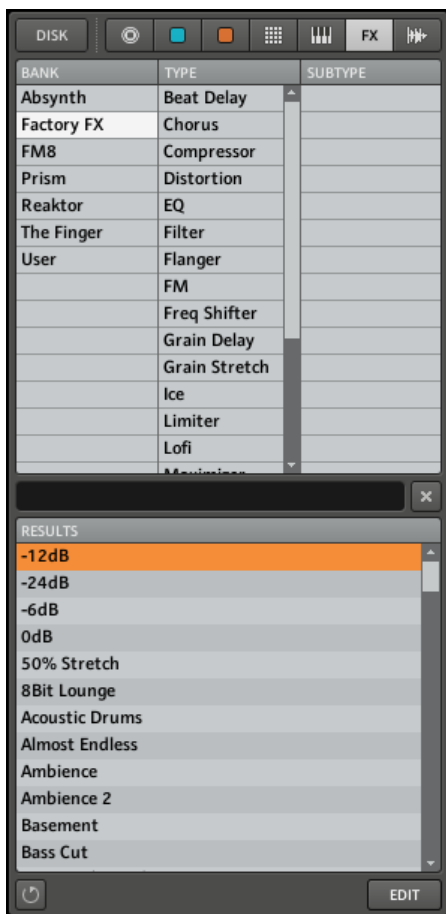 DISK FX
BANK TYPE SUBTYPE
Absynth Beat Delay
Factory FX Chorus
FM8 Compressor
Prism Distortion
Reaktor EQ
The Finger Filter
User Flanger
FM
Freq Shifter
Grain Delay
Grain Stretch
Ice
Limiter
Lofi
RESULTS
-12dB
-24dB
-6dB
0dB
50% Stretch
8Bit Lounge
Acoustic Drums
Almost Endless
Ambience
Ambience 2
Basement
Bass Cut
EDIT